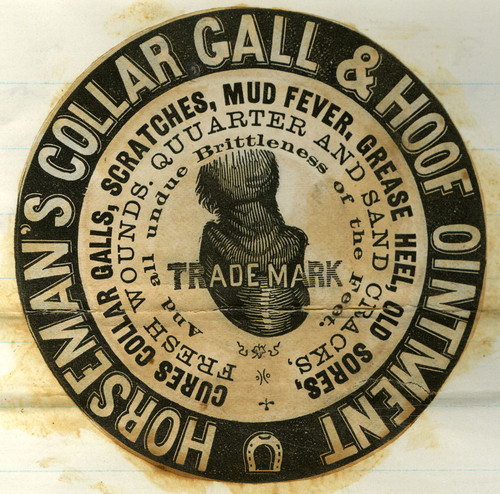 HORSEMAN'S COLLAR GALL & HOOF OINTMENT
CURES COLLAR GALLS, SCRATCHES, MUD FEVER, GREASE HEEL, OLD SORES,
FRESH WOUNDS, QUUARTER AND SAND CRACKS,
And all undue Brittleness of the Feet.
TRADE MARK